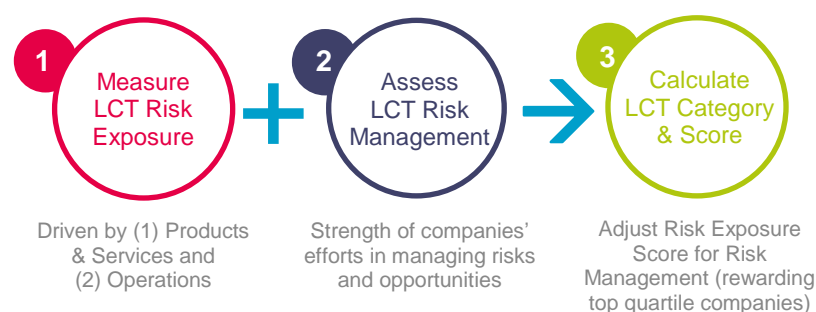 1
Measure
LCT Risk
Exposure
Driven by (1) Products
& Services and
(2) Operations
2
Assess
LCT Risk
Management
Strength of companies’
efforts in managing risks
and opportunities
3
Calculate
LCT Category
& Score
Adjust Risk Exposure
Score for Risk
Management (rewarding
top quartile companies)